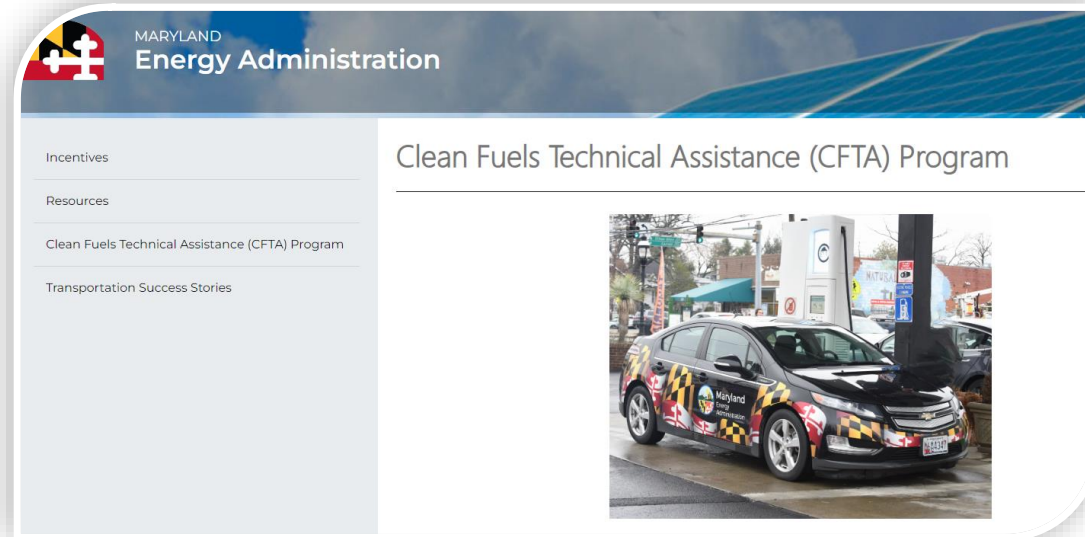 MARYLAND
Energy Administration
Incentives
Resources
Clean Fuels Technical Assistance (CFTA) Program
Transportation Success Stories
Clean Fuels Technical Assistance (CFTA) Program
NATURAL
Maryland
Energy
Administration